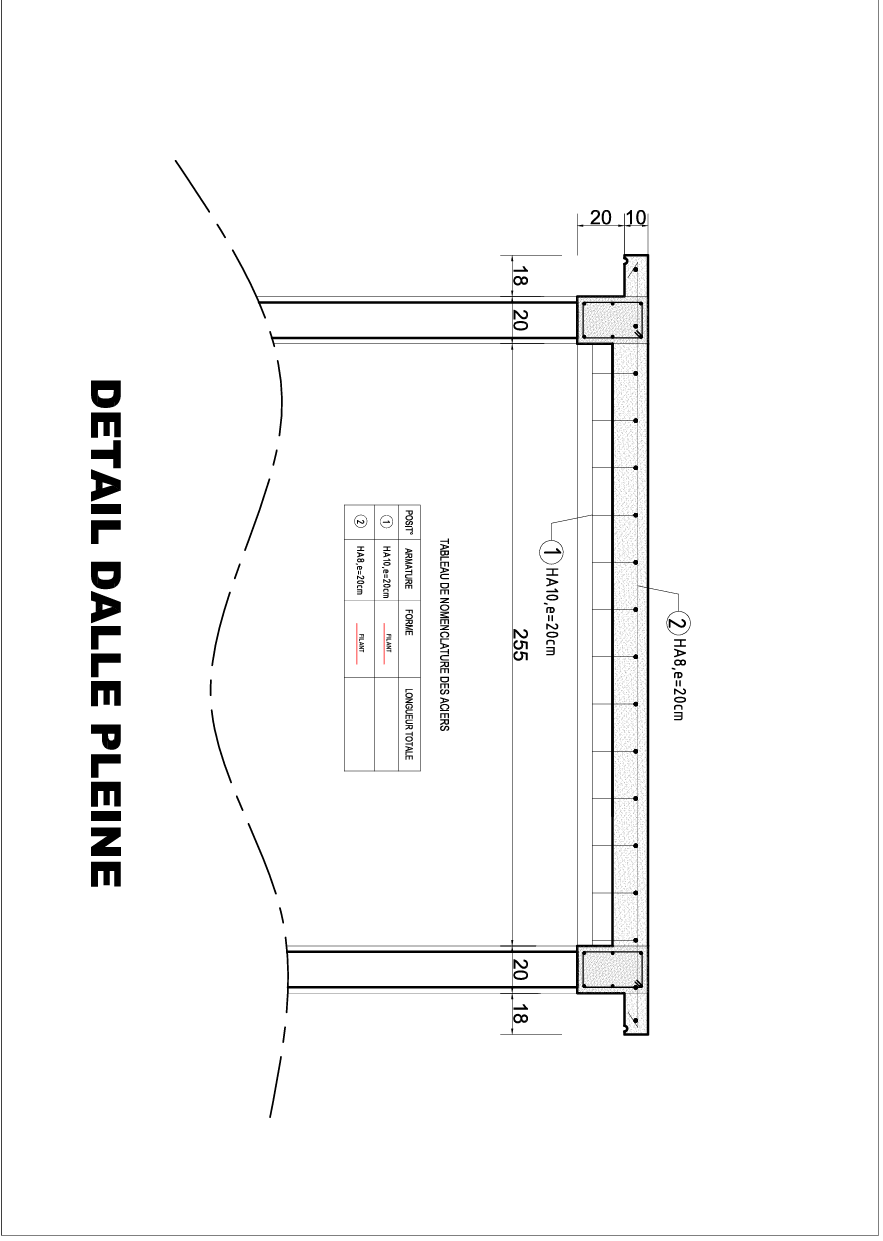 ② HA8,e=20cm
20 10
① HA10,e=20cm
18 20 255 20 18
TABLEAU DE NOMENCLATURE DES ACIERS
POSIT° ARMATURE FORME LONGUEUR TOTALE
① HA10,e=20cm FILANT
② HA8,e=20cm FILANT
DETAIL DALLE PLEINE